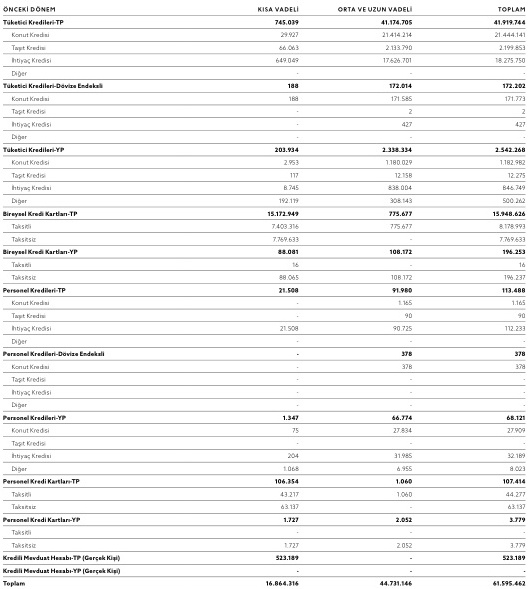 ÖNCEKİ DÖNEM KISA VADELİ ORTA VE UZUN VADELİ TOPLAM
Tüketici Kredileri-TP 745.039 41.174.705 41.919.744
Konut Kredisi 29.927 21.414.214 21.444.141
Taşıt Kredisi 66.063 2.133.790 2.199.853
İhtiyaç Kredisi 649.049 17.626.701 18.275.750
Diğer - - -
Tüketici Kredileri-Dövize Endeksli 188 172.014 172.202
Konut Kredisi 188 171.585 171.773
Taşıt Kredisi - 2 2
İhtiyaç Kredisi - 427 427
Diğer - - -
Tüketici Kredileri-YP 203.934 2.338.334 2.542.268
Konut Kredisi 2.953 1.180.029 1.182.982
Taşıt Kredisi 117 12.158 12.275
İhtiyaç Kredisi 8.745 838.004 846.749
Diğer 192.119 308.143 500.262
Bireysel Kredi Kartları-TP 15.172.949 775.677 15.948.626
Taksitli 7.403.316 775.677 8.178.993
Taksitsiz 7.769.633 - 7.769.633
Bireysel Kredi Kartları-YP 88.081 108.172 196.253
Taksitli 16 - 16
Taksitsiz 88.065 108.172 196.237
Personel Kredileri-TP 21.508 91.980 113.488
Konut Kredisi - 1.165 1.165
Taşıt Kredisi - 90 90
İhtiyaç Kredisi 21.508 90.725 112.233
Diğer - - -
Personel Kredileri-Dövize Endeksli - 378 378
Konut Kredisi - 378 378
Taşıt Kredisi - - -
İhtiyaç Kredisi - - -
Diğer - - -
Personel Kredileri-YP 1.347 66.774 68.121
Konut Kredisi 75 27.834 27.909
Taşıt Kredisi - - -
İhtiyaç Kredisi 204 31.985 32.189
Diğer 1.068 6.955 8.023
Personel Kredi Kartları-TP 106.354 1.060 107.414
Taksitli 43.217 1.060 44.277
Taksitsiz 63.137 - 63.137
Personel Kredi Kartları-YP 1.727 2.052 3.779
Taksitli - - -
Taksitsiz 1.727 2.052 3.779
Kredili Mevduat Hesabı-TP (Gerçek Kişi) 523.189 - 523.189
Kredili Mevduat Hesabı-YP (Gerçek Kişi) - - -
Toplam 16.864.316 44.731.146 61.595.462